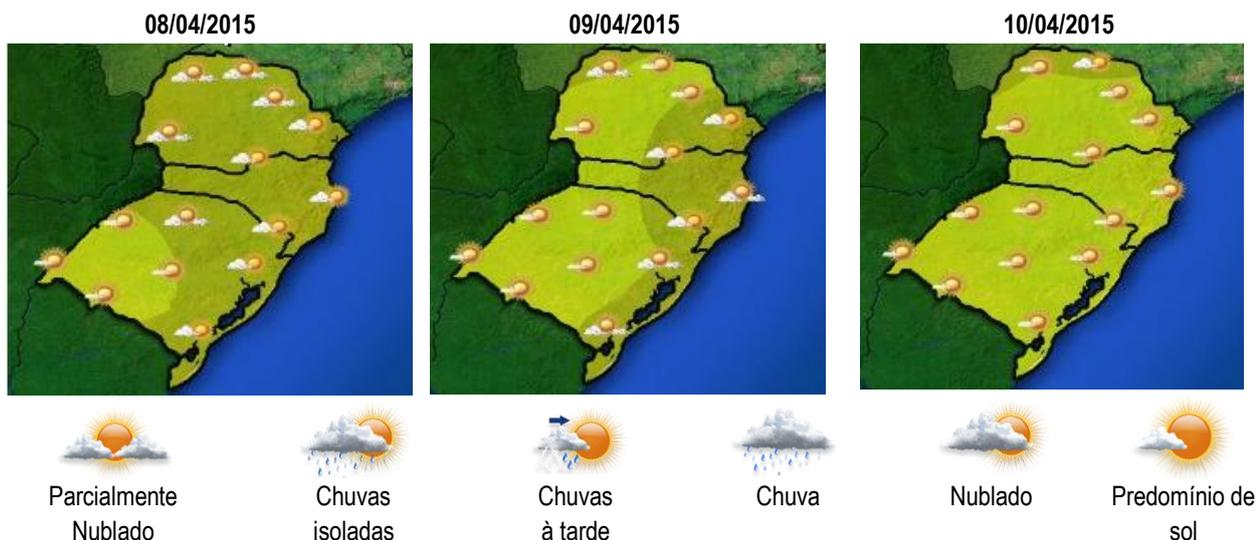 08/04/2015
09/04/2015
10/04/2015
Parcialmente
Nublado
Chuvas
isoladas
Chuvas
à tarde
Chuva
Nublado
Predomínio de
sol